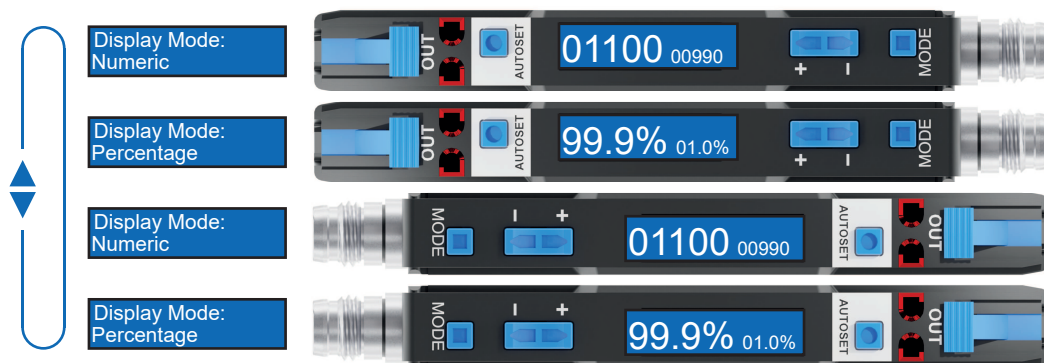 Display Mode:
Numeric
OUT
AUTOSET
01100 00990
+ –
MODE
Display Mode:
Percentage
OUT
AUTOSET
99.9% 01.0%
+ –
MODE
Display Mode:
Numeric
MODE
– +
01100 00990
AUTOSET
OUT
Display Mode:
Percentage
MODE
– +
99.9% 01.0%
AUTOSET
OUT